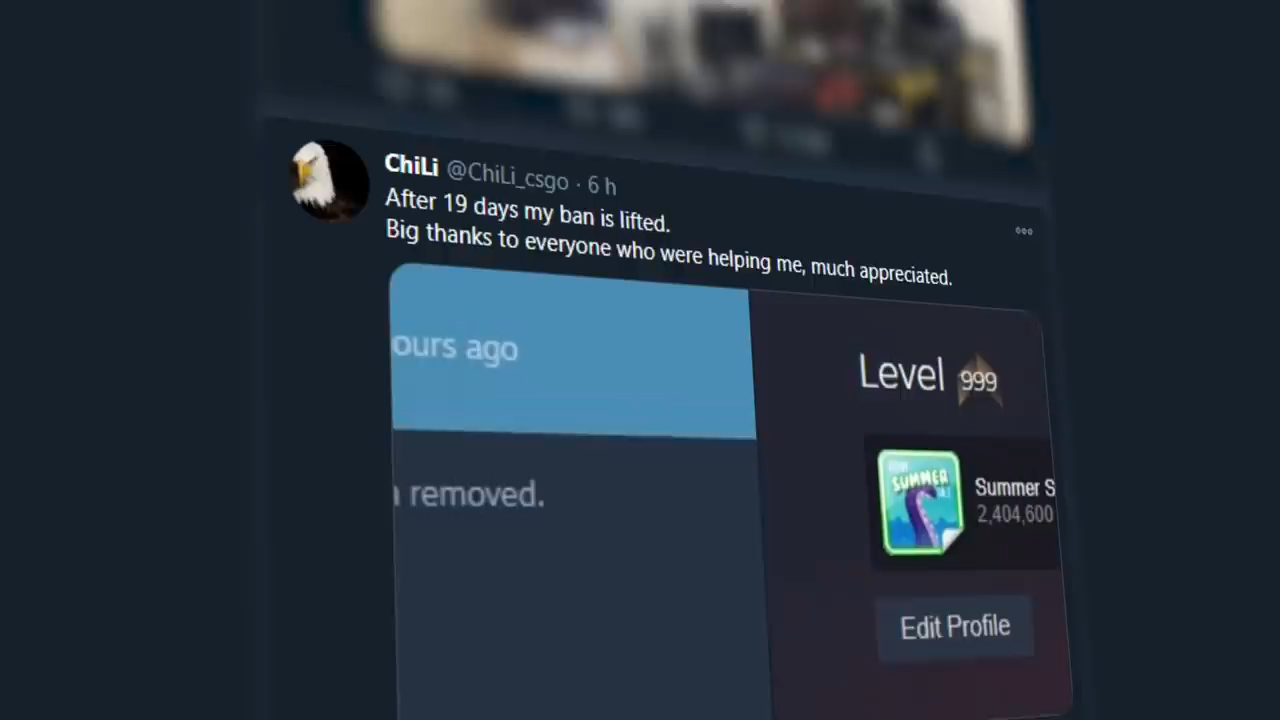 ChiLi @ChiLi_csgo · 6 h
After 19 days my ban is lifted.
Big thanks to everyone who were helping me, much appreciated.
ours ago
removed.
Level 999
SUMMER
Summer S
2,404,600
Edit Profile